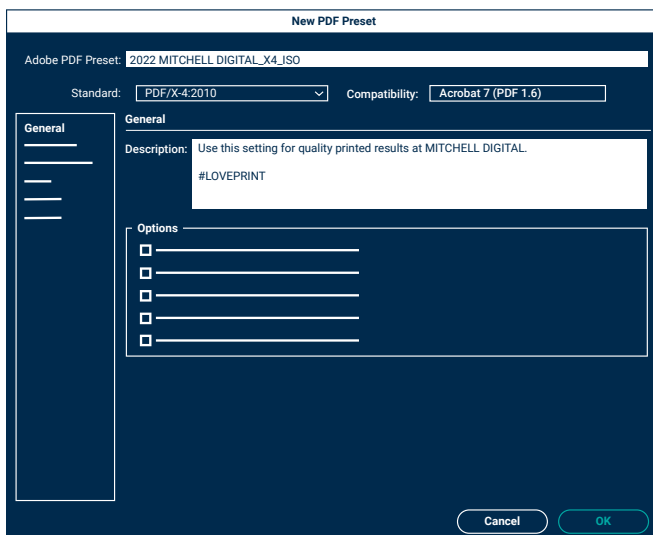 New PDF Preset
Adobe PDF Preset: 2022 MITCHELL DIGITAL_X4_ISO
Standard: PDF/X-4:2010 Compatibility: Acrobat 7 (PDF 1.6)
General
General
Description: Use this setting for quality printed results at MITCHELL DIGITAL.
#LOVEPRINT
Options
Cancel OK